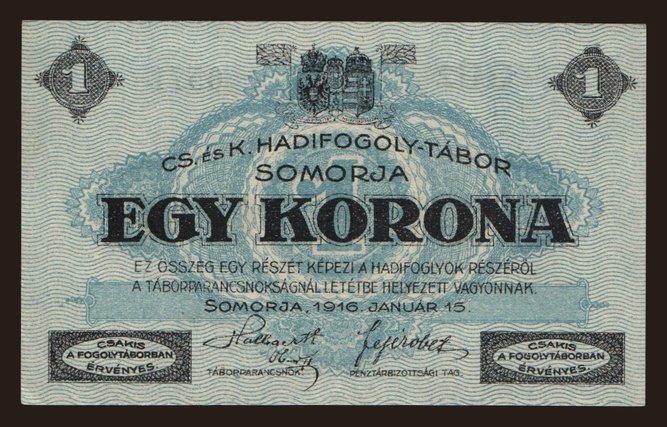 1
1
CS. ÉS K. HADIFOGOLY-TÁBOR
SOMORJA
EGY KORONA
EZ ÖSSZEG EGY RÉSZÉT KÉPEZI A HADIFOGLYOK RÉSZÉRŐL
A TÁBORPARANCSNOKSÁGNÁL LETÉTBE HELYEZETT VAGYONNAK.
SOMORJA, 1916. JANUÁR 15.
CSAKIS
A FOGOLYTÁBORBAN
ÉRVÉNYES.
TÁBORPARANCSNOK.
PÉNZTÁRBIZOTTSÁGI TAG.
CSAKIS
A FOGOLYTÁBORBAN
ÉRVÉNYES.